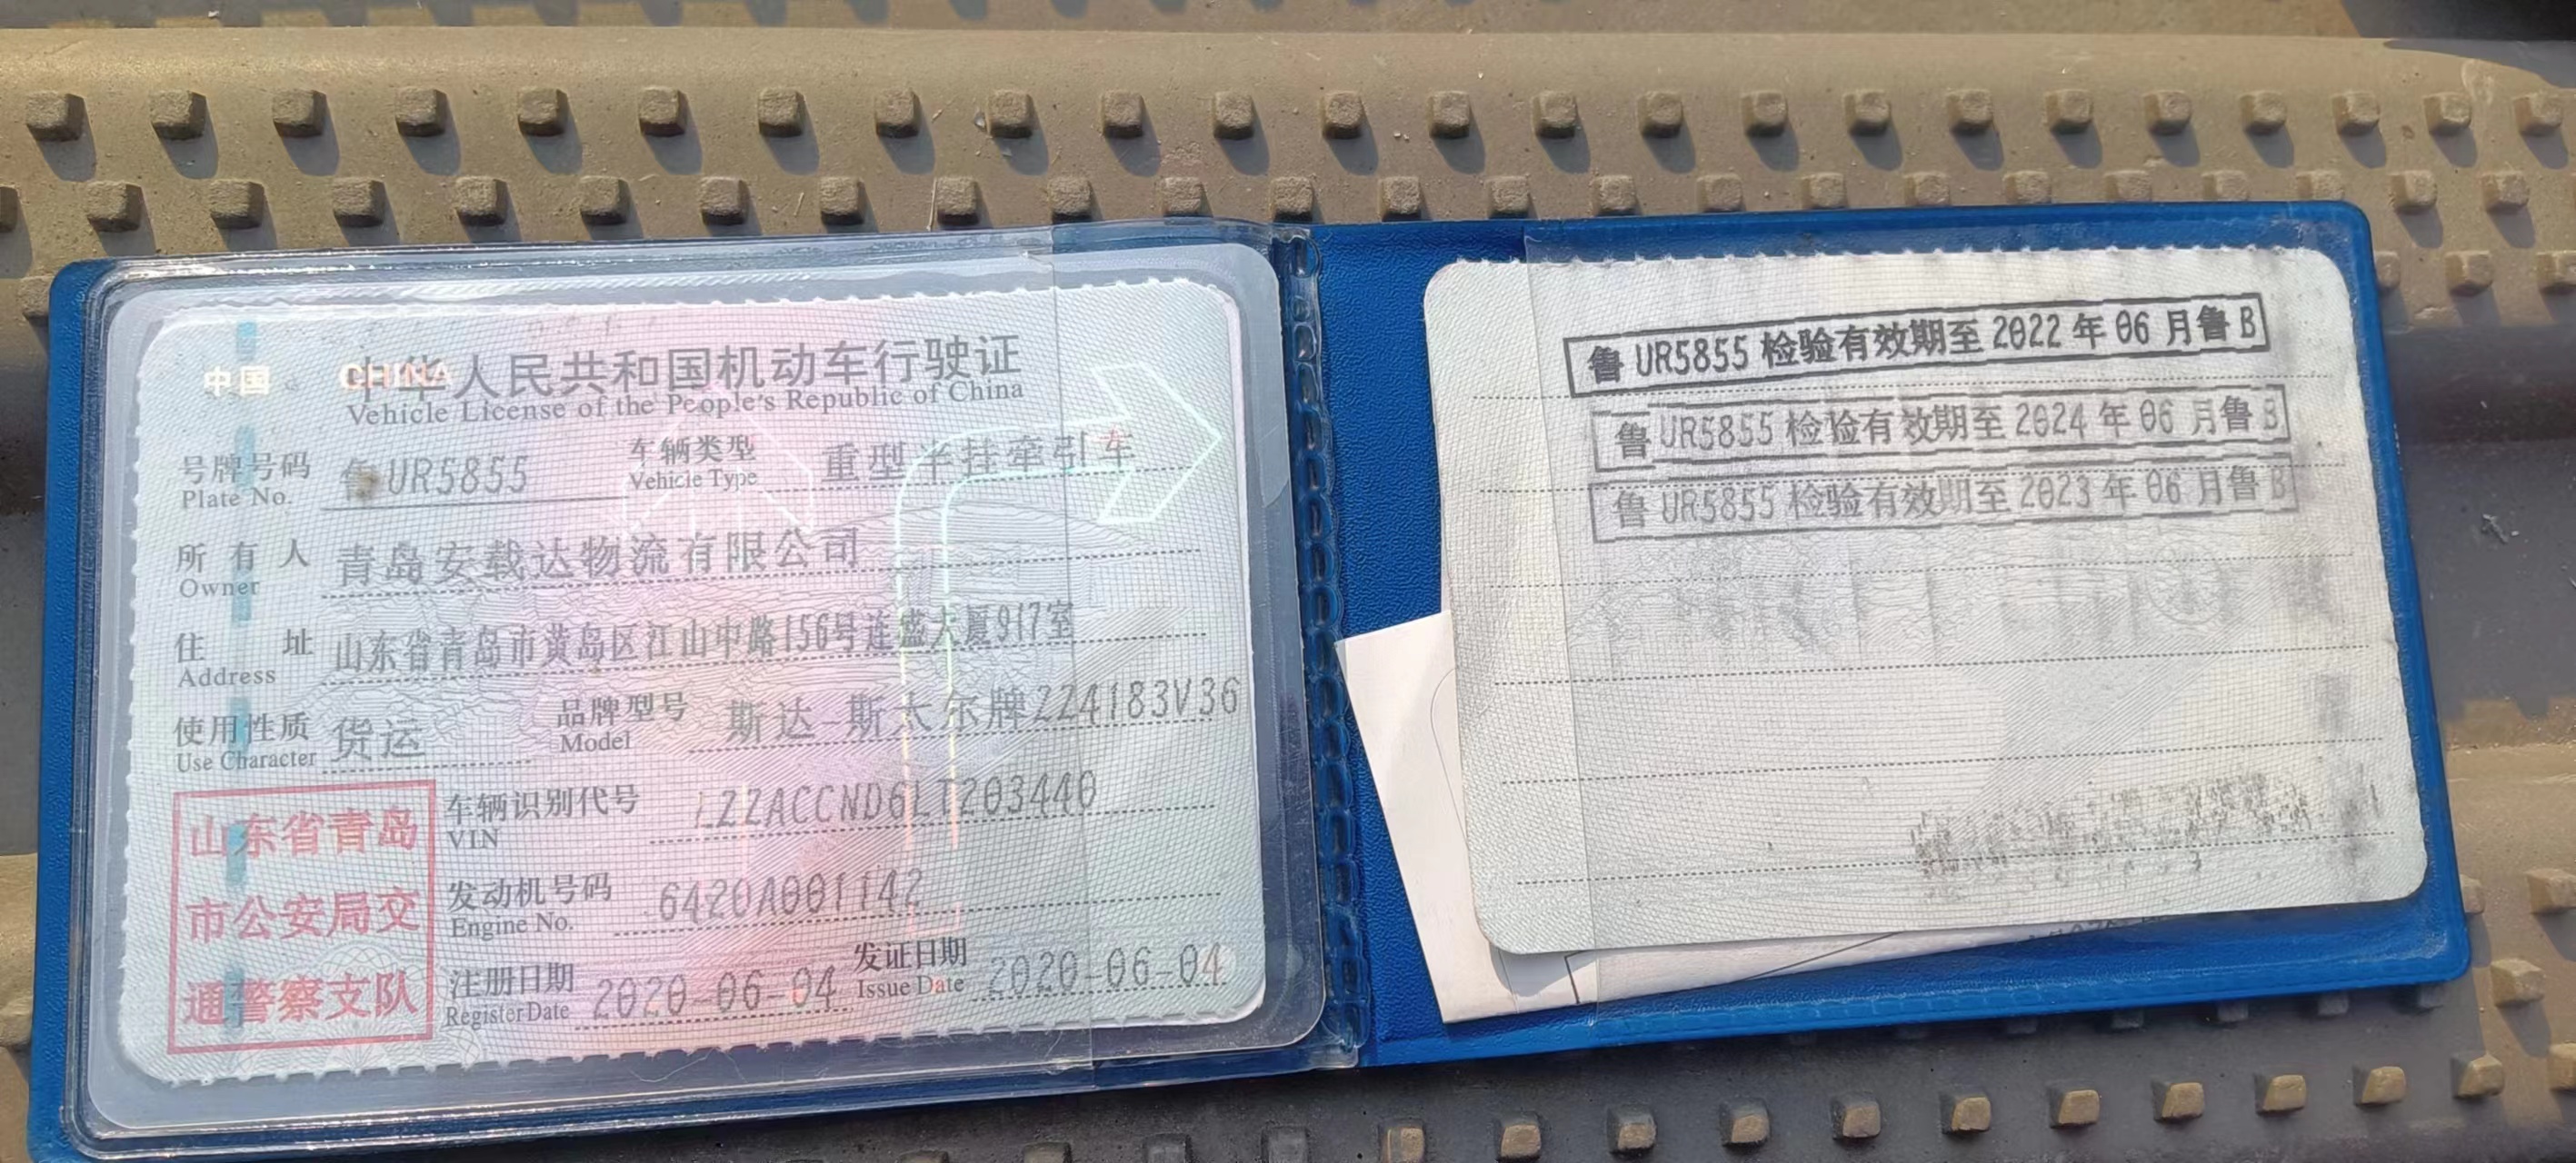 中国 CHINA
中华人民共和国机动车行驶证
Vehicle License of the People's Republic of China
号牌号码 鲁UR5855 车辆类型 重型半挂牵引车
Plate No. Vehicle Type
所有人 青岛安载达物流有限公司
Owner
住址 山东省青岛市黄岛区江山中路156号连盛大厦917室
Address
使用性质 货运 品牌型号 斯达-斯太尔牌ZZ4183V36
Use Character Model
车辆识别代号 LZZACCND6LT203440
VIN
发动机号码 6420A001142
Engine No.
注册日期 2020-06-04 发证日期 2020-06-04
Register Date Issue Date
山东省青岛
市公安局交
通警察支队
鲁UR5855 检验有效期至 2022年06月鲁B
鲁UR5855 检验有效期至 2024年06月鲁B
鲁UR5855 检验有效期至 2023年06月鲁B